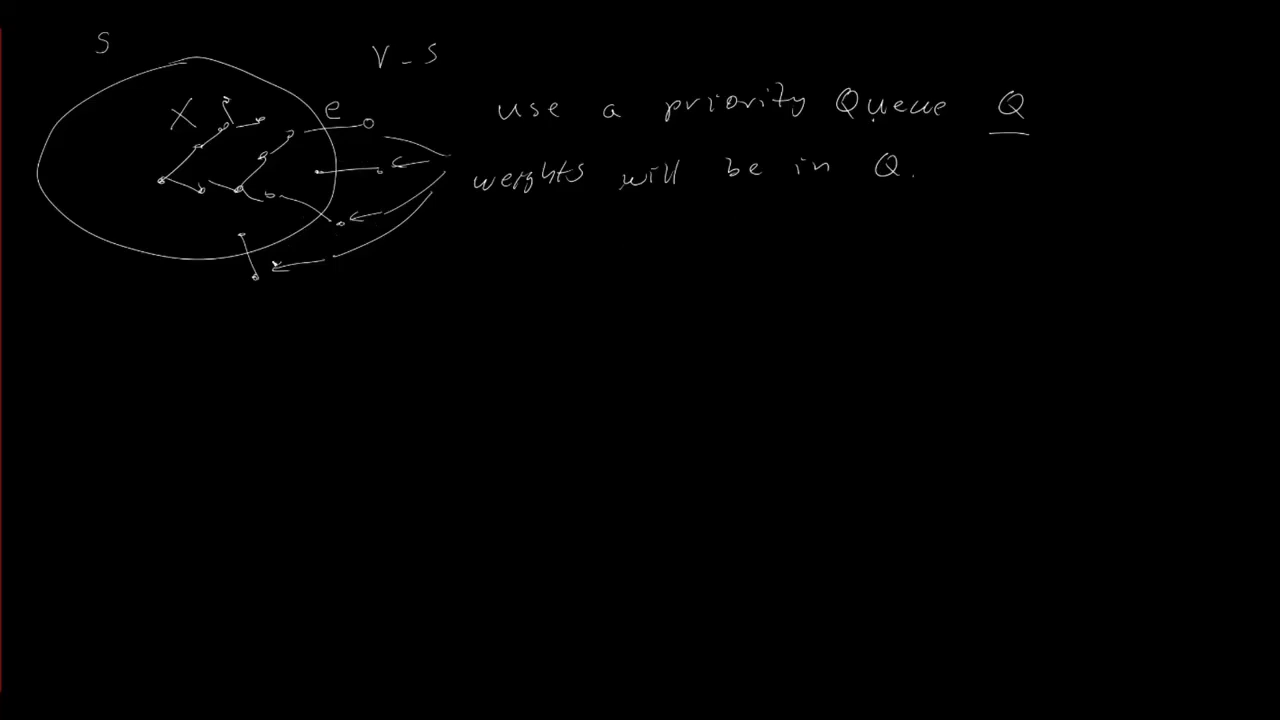 S
V - S
X
e
use a priority Queue Q
weights will be in Q.